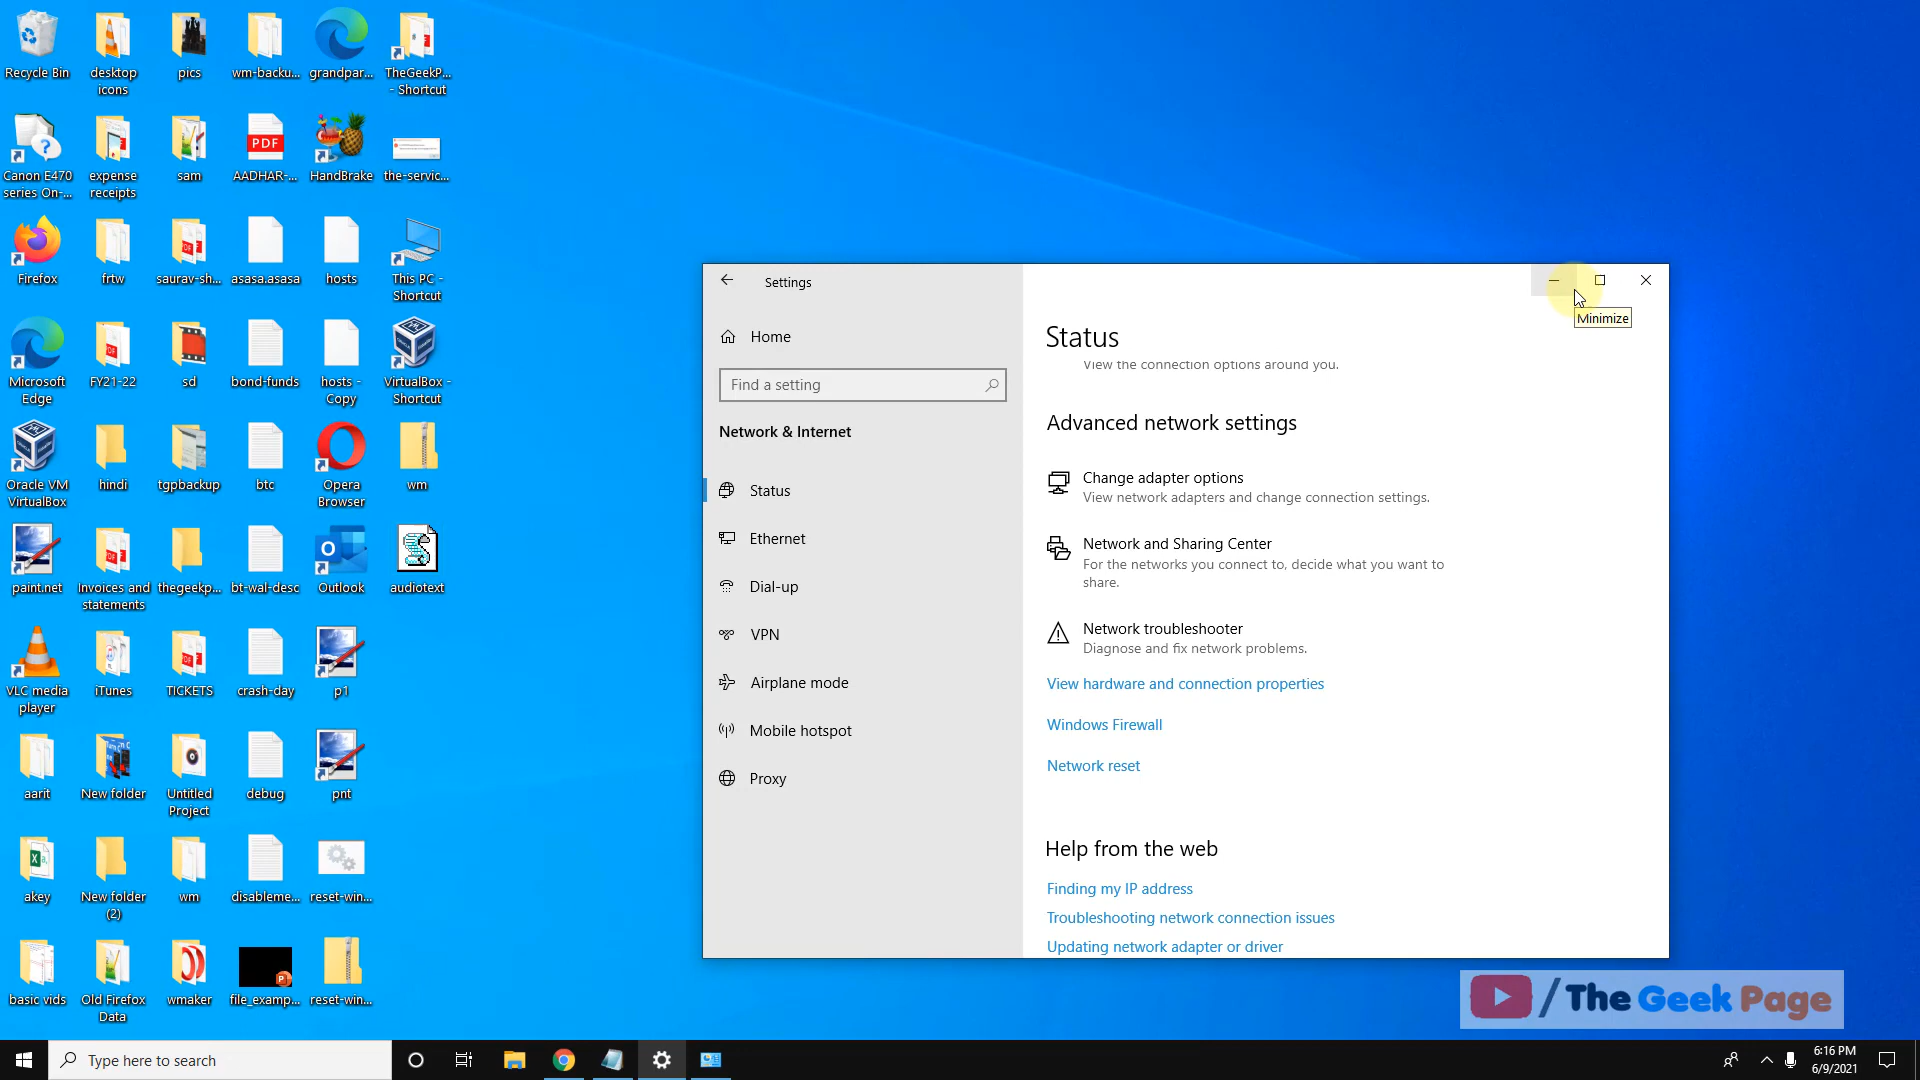 Recycle Bin
desktop
icons
pics
wm-backu...
grandpar...
TheGeekP...
- Shortcut
Canon E470
series On-...
expense
receipts
sam
PDF
AADHAR-...
HandBrake
the-servic...
Firefox
frtw
saurav-sh...
asasa.asasa
hosts
This PC -
Shortcut
Microsoft
Edge
FY21-22
sd
bond-funds
hosts -
Copy
VirtualBox -
Shortcut
Oracle VM
VirtualBox
hindi
tgpbackup
btc
Opera
Browser
wm
paint.net
Invoices and
statements
thegeekp...
bt-wal-desc
Outlook
audiotext
VLC media
player
iTunes
TICKETS
crash-day
p1
aarit
New folder
Untitled
Project
debug
pnt
akey
New folder
(2)
wm
disableme...
reset-win...
basic vids
Old Firefox
Data
wmaker
file_examp...
reset-win...
Settings
Home
Find a setting
Network & Internet
Status
Ethernet
Dial-up
VPN
Airplane mode
Mobile hotspot
Proxy
Minimize
Status
View the connection options around you.
Advanced network settings
Change adapter options
View network adapters and change connection settings.
Network and Sharing Center
For the networks you connect to, decide what you want to
share.
Network troubleshooter
Diagnose and fix network problems.
View hardware and connection properties
Windows Firewall
Network reset
Help from the web
Finding my IP address
Troubleshooting network connection issues
Updating network adapter or driver
/ The Geek Page
Type here to search
6:16 PM
6/9/2021